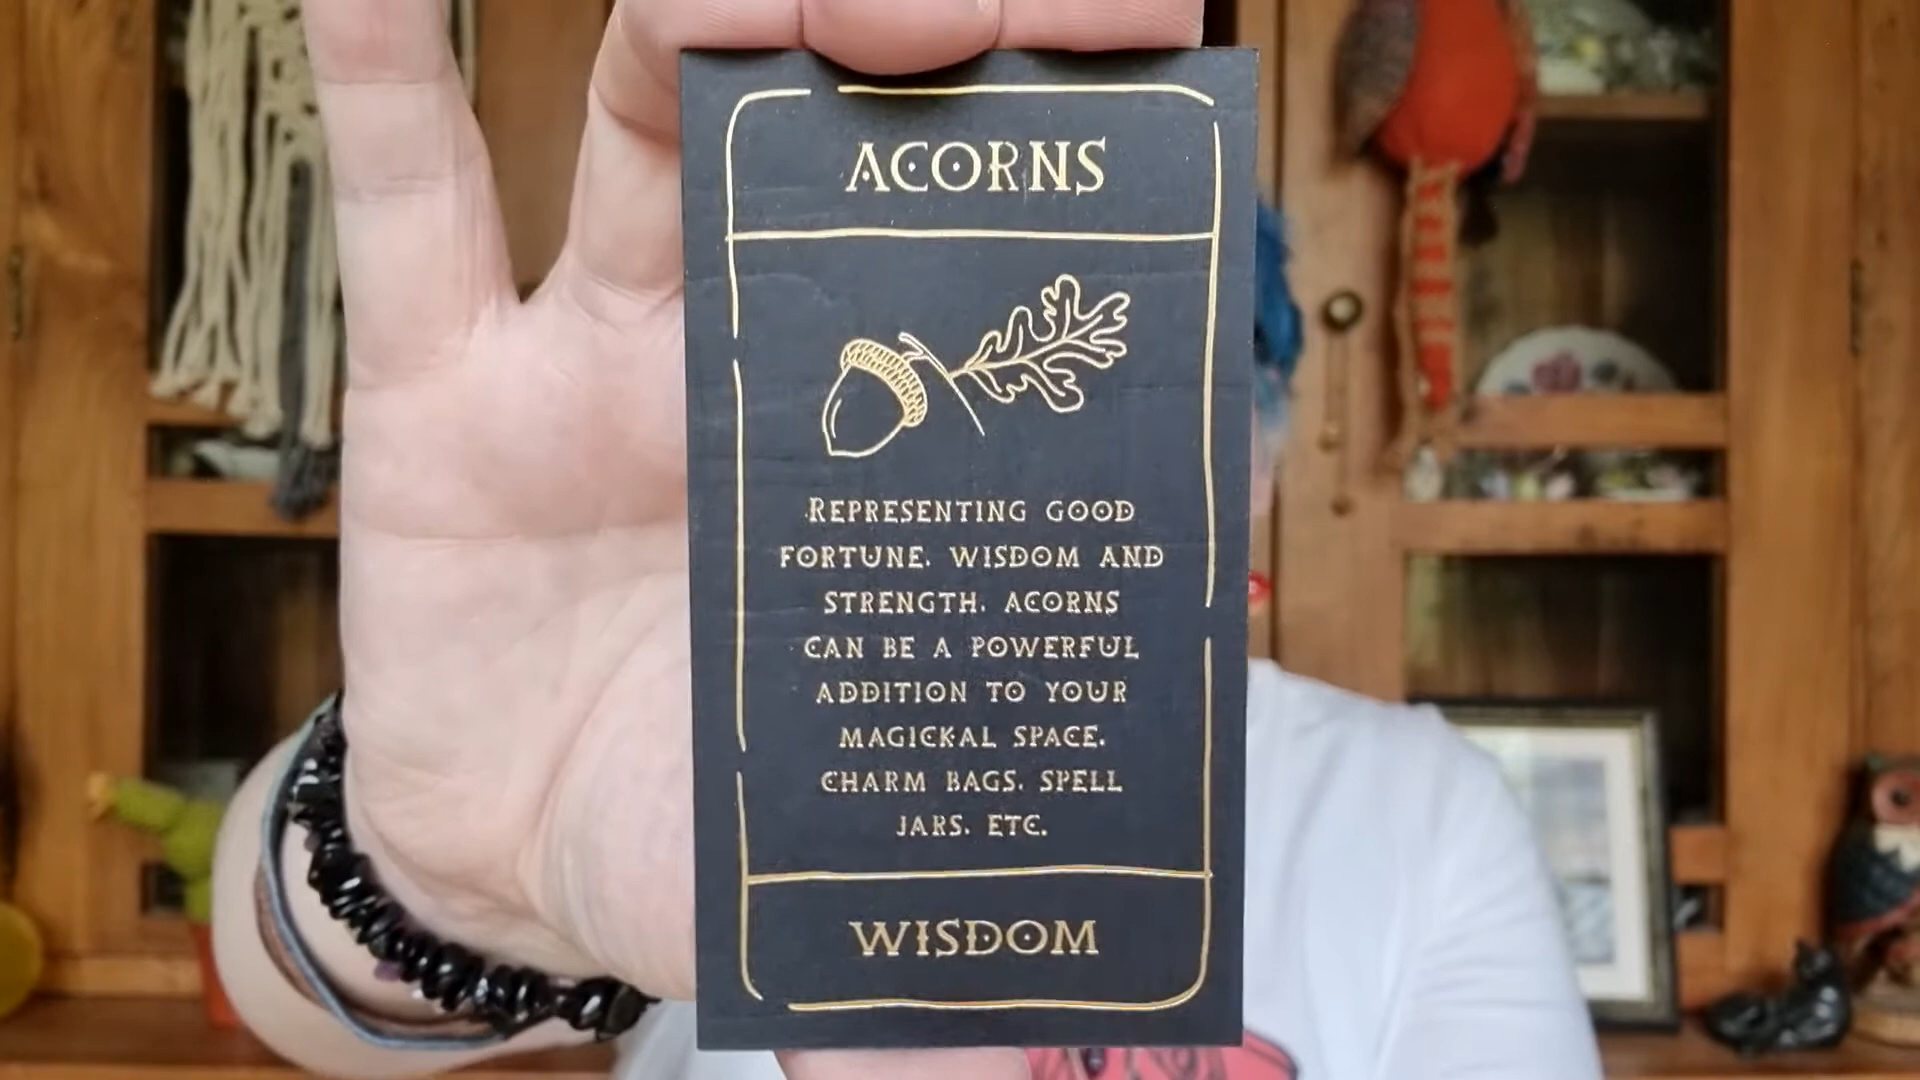 ACORNS
REPRESENTING GOOD
FORTUNE, WISDOM AND
STRENGTH, ACORNS
CAN BE A POWERFUL
ADDITION TO YOUR
MAGICKAL SPACE,
CHARM BAGS, SPELL
JARS, ETC.
WISDOM